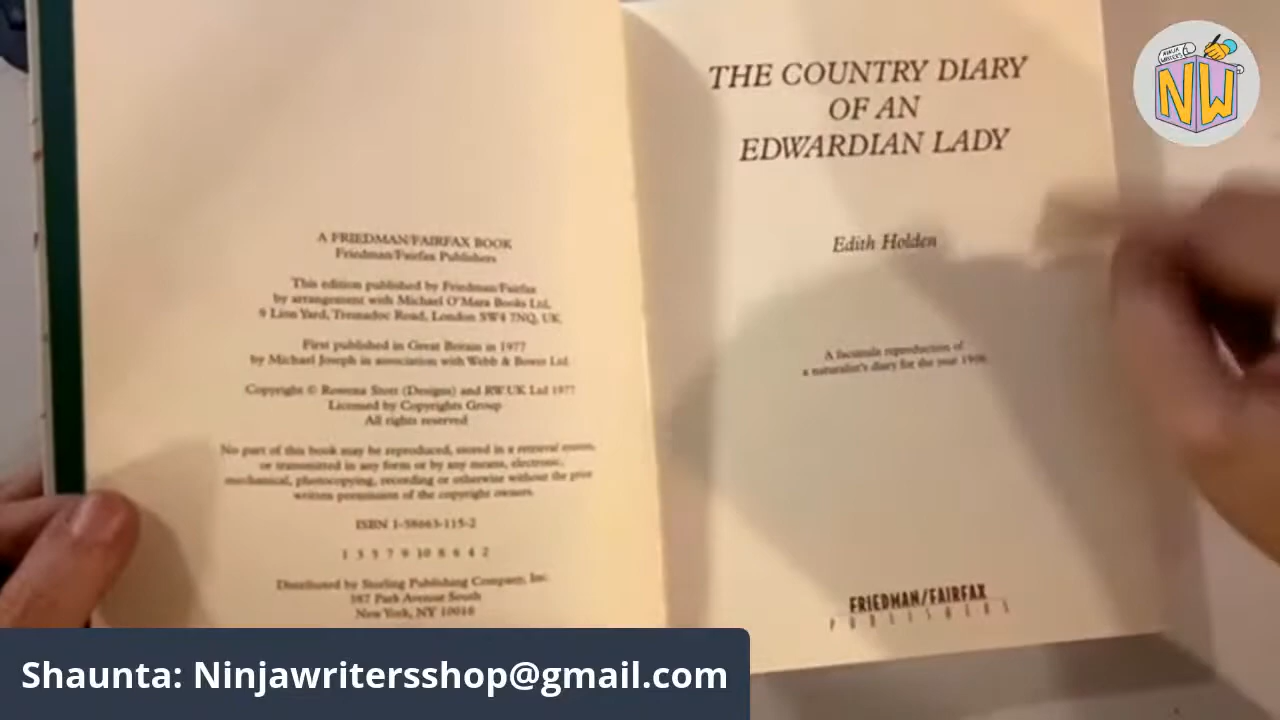 A FRIEDMAN/FAIRFAX BOOK
Friedman/Fairfax Publishers
This edition published by Friedman/Fairfax
by arrangement with Michael O'Mara Books Ltd,
9 Lion Yard, Tremadoc Road, London SW4 7NQ, UK
First published in Great Britain in 1977
by Michael Joseph in association with Webb & Bower Ltd
Copyright © Rowena Stott (Designs) and RW UK Ltd 1977
Licensed by Copyrights Group
All rights reserved
No part of this book may be reproduced, stored in a retrieval
or transmitted in any form or by any means, electronic,
mechanical, photocopying, recording or otherwise without the prior
written permission of the copyright owners.
ISBN 1-58663-115-2
1 3 5 7 9 10 8 6 4 2
Distributed by Sterling Publishing Company, Inc.
387 Park Avenue South
New York, NY 10016
THE COUNTRY DIARY
OF AN
EDWARDIAN LADY
Edith Holden
A facsimile reproduction of
a naturalist's diary for the year 1906
FRIEDMAN/FAIRFAX
PUBLISHERS
NINJA
WRITERS
NW
Shaunta: Ninjawritersshop@gmail.com